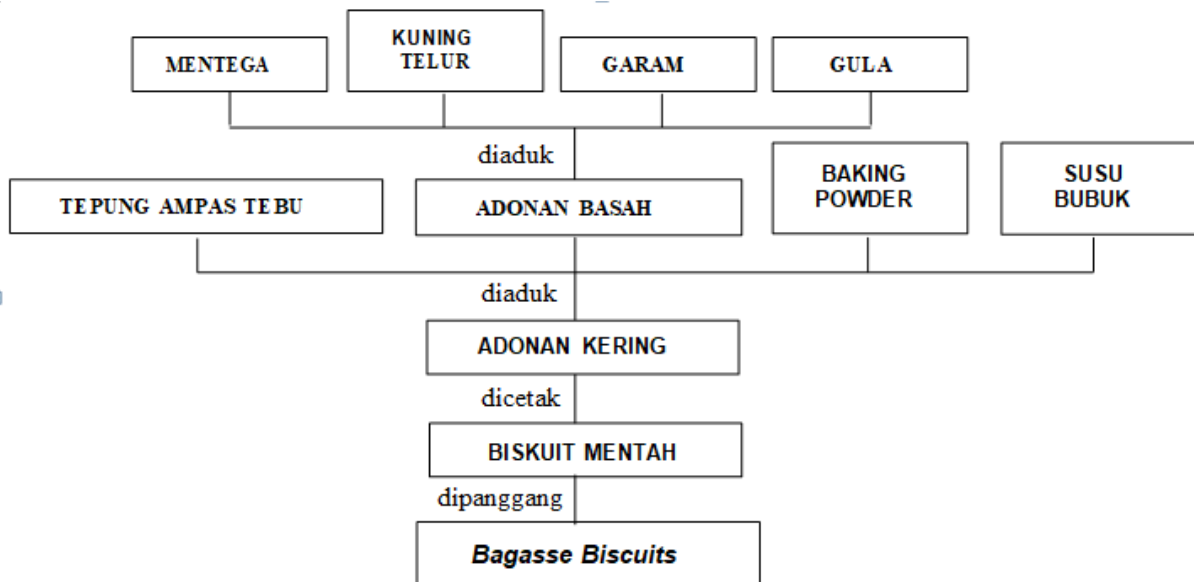 MENTEGA
KUNING
TELUR
GARAM
GULA
diaduk
TEPUNG AMPAS TEBU
ADONAN BASAH
BAKING
POWDER
SUSU
BUBUK
diaduk
ADONAN KERING
dicetak
BISKUIT MENTAH
dipanggang
Bagasse Biscuits